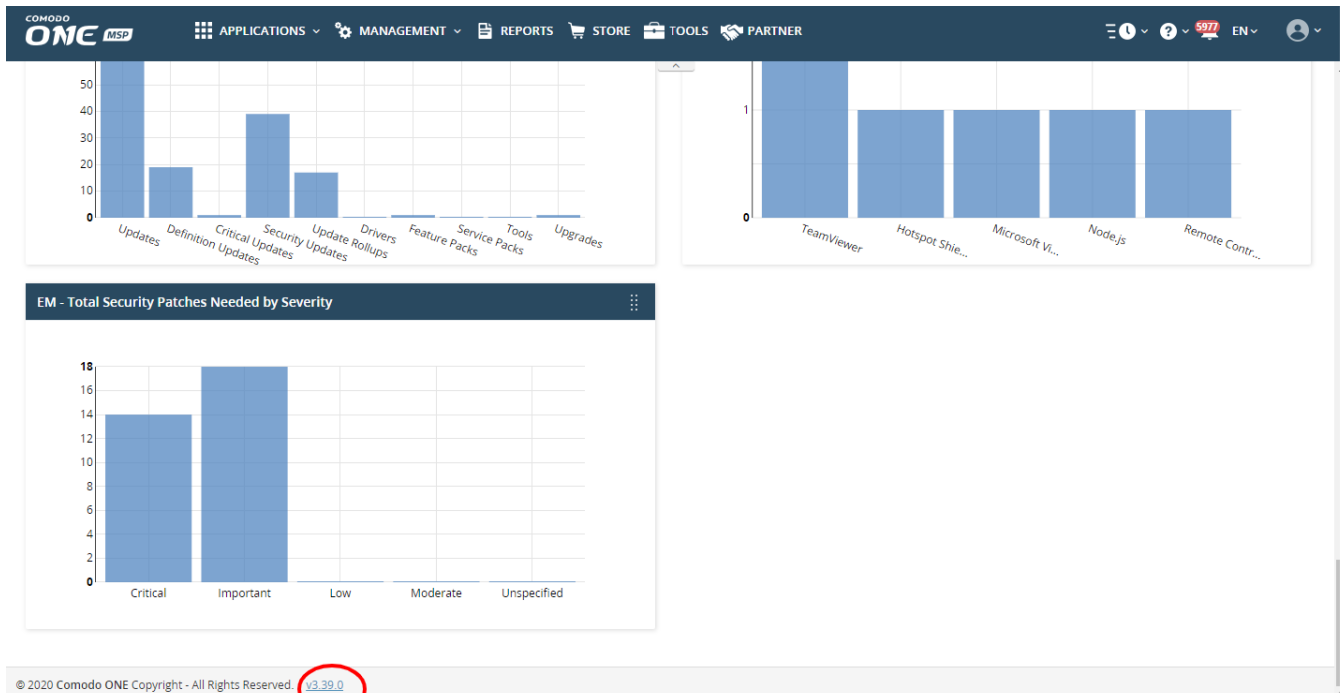 COMODO
ONE MSP
APPLICATIONS
MANAGEMENT
REPORTS
STORE
TOOLS
PARTNER
5977
EN
50
40
30
20
10
0
Updates
Definition Updates
Critical Updates
Security Updates
Update Rollups
Drivers
Feature Packs
Service Packs
Tools
Upgrades
1
0
TeamViewer
Hotspot Shie...
Microsoft Vi...
Node.js
Remote Contr...
EM - Total Security Patches Needed by Severity
18
16
14
12
10
8
6
4
2
0
Critical
Important
Low
Moderate
Unspecified
© 2020 Comodo ONE Copyright - All Rights Reserved. v3.39.0